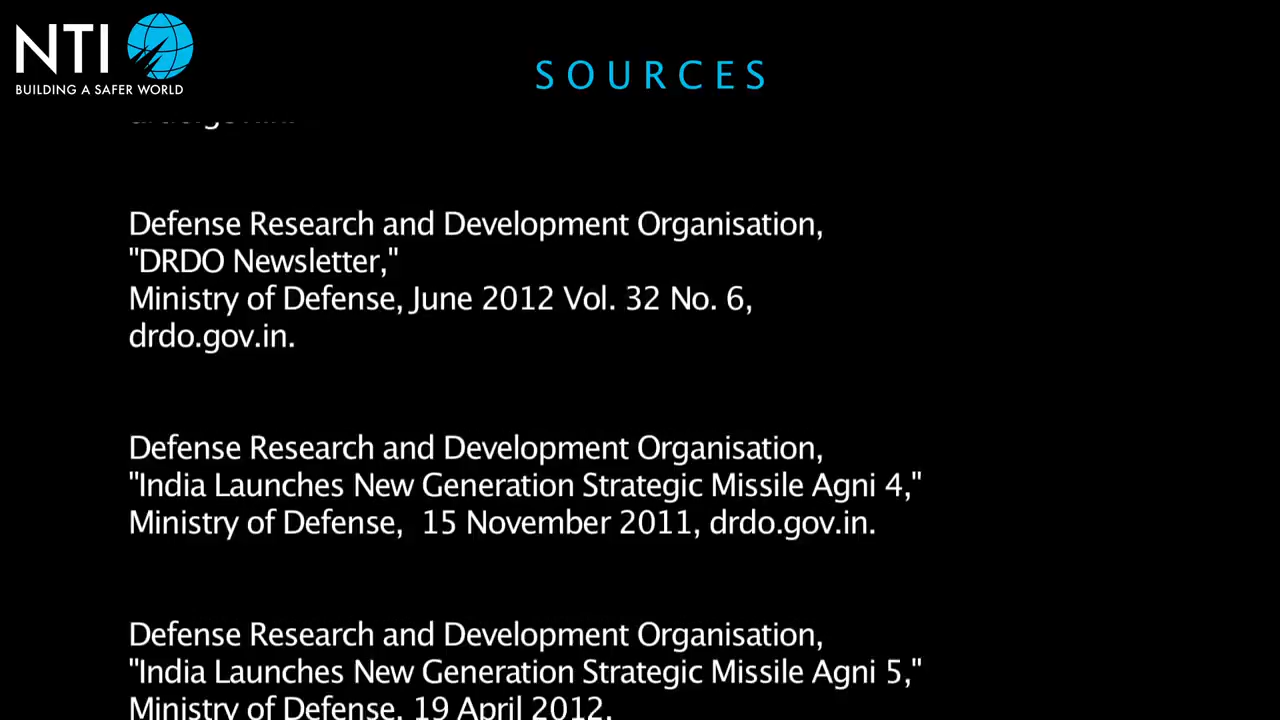 NTI
BUILDING A SAFER WORLD
SOURCES
Defense Research and Development Organisation,
"DRDO Newsletter,"
Ministry of Defense, June 2012 Vol. 32 No. 6,
drdo.gov.in.
Defense Research and Development Organisation,
"India Launches New Generation Strategic Missile Agni 4,"
Ministry of Defense,  15 November 2011, drdo.gov.in.
Defense Research and Development Organisation,
"India Launches New Generation Strategic Missile Agni 5,"
Ministry of Defense, 19 April 2012,